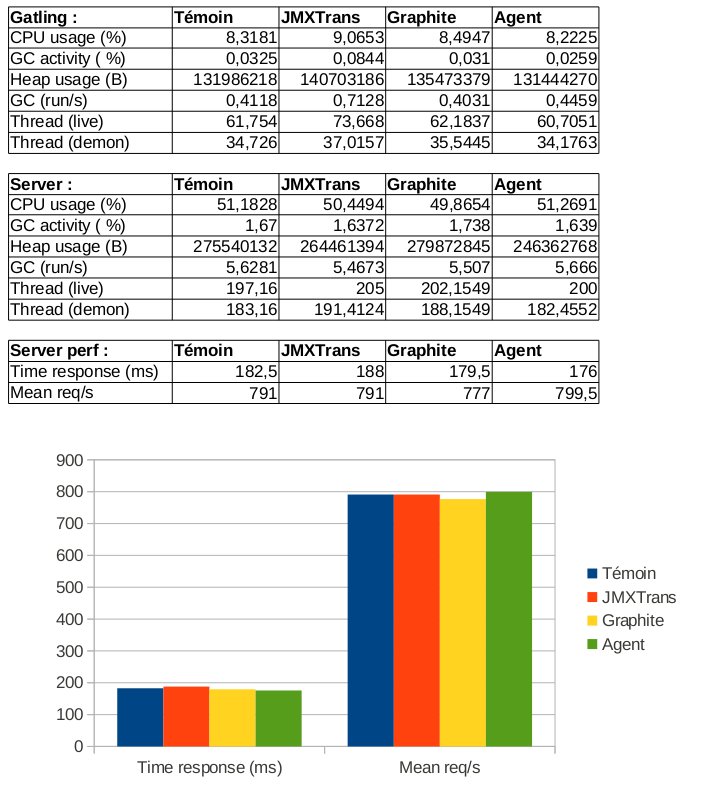 Gatling : Témoin JMXTrans Graphite Agent
CPU usage (%) 8,3181 9,0653 8,4947 8,2225
GC activity ( %) 0,0325 0,0844 0,031 0,0259
Heap usage (B) 131986218 140703186 135473379 131444270
GC (run/s) 0,4118 0,7128 0,4031 0,4459
Thread (live) 61,754 73,668 62,1837 60,7051
Thread (demon) 34,726 37,0157 35,5445 34,1763
Server : Témoin JMXTrans Graphite Agent
CPU usage (%) 51,1828 50,4494 49,8654 51,2691
GC activity ( %) 1,67 1,6372 1,738 1,639
Heap usage (B) 275540132 264461394 279872845 246362768
GC (run/s) 5,6281 5,4673 5,507 5,666
Thread (live) 197,16 205 202,1549 200
Thread (demon) 183,16 191,4124 188,1549 182,4552
Server perf : Témoin JMXTrans Graphite Agent
Time response (ms) 182,5 188 179,5 176
Mean req/s 791 791 777 799,5
900
800
700
600
500
400
300
200
100
0
Time response (ms) Mean req/s
Témoin
JMXTrans
Graphite
Agent